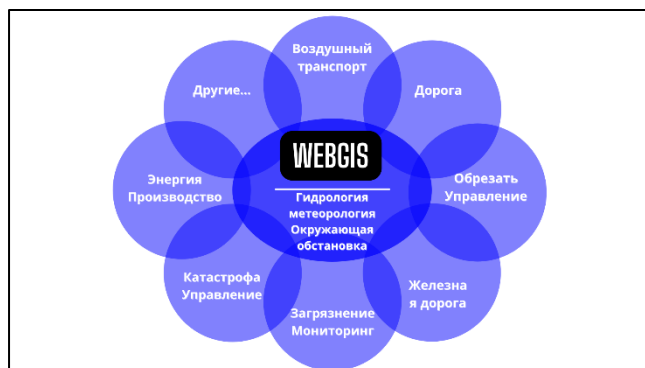 Воздушный
транспорт
Другие...
Дорога
WEBGIS
Энергия
Производство
Гидрология
метеорология
Окружающая
обстановка
Обрезать
Управление
Катастрофа
Управление
Железна
я дорога
Загрязнение
Мониторинг